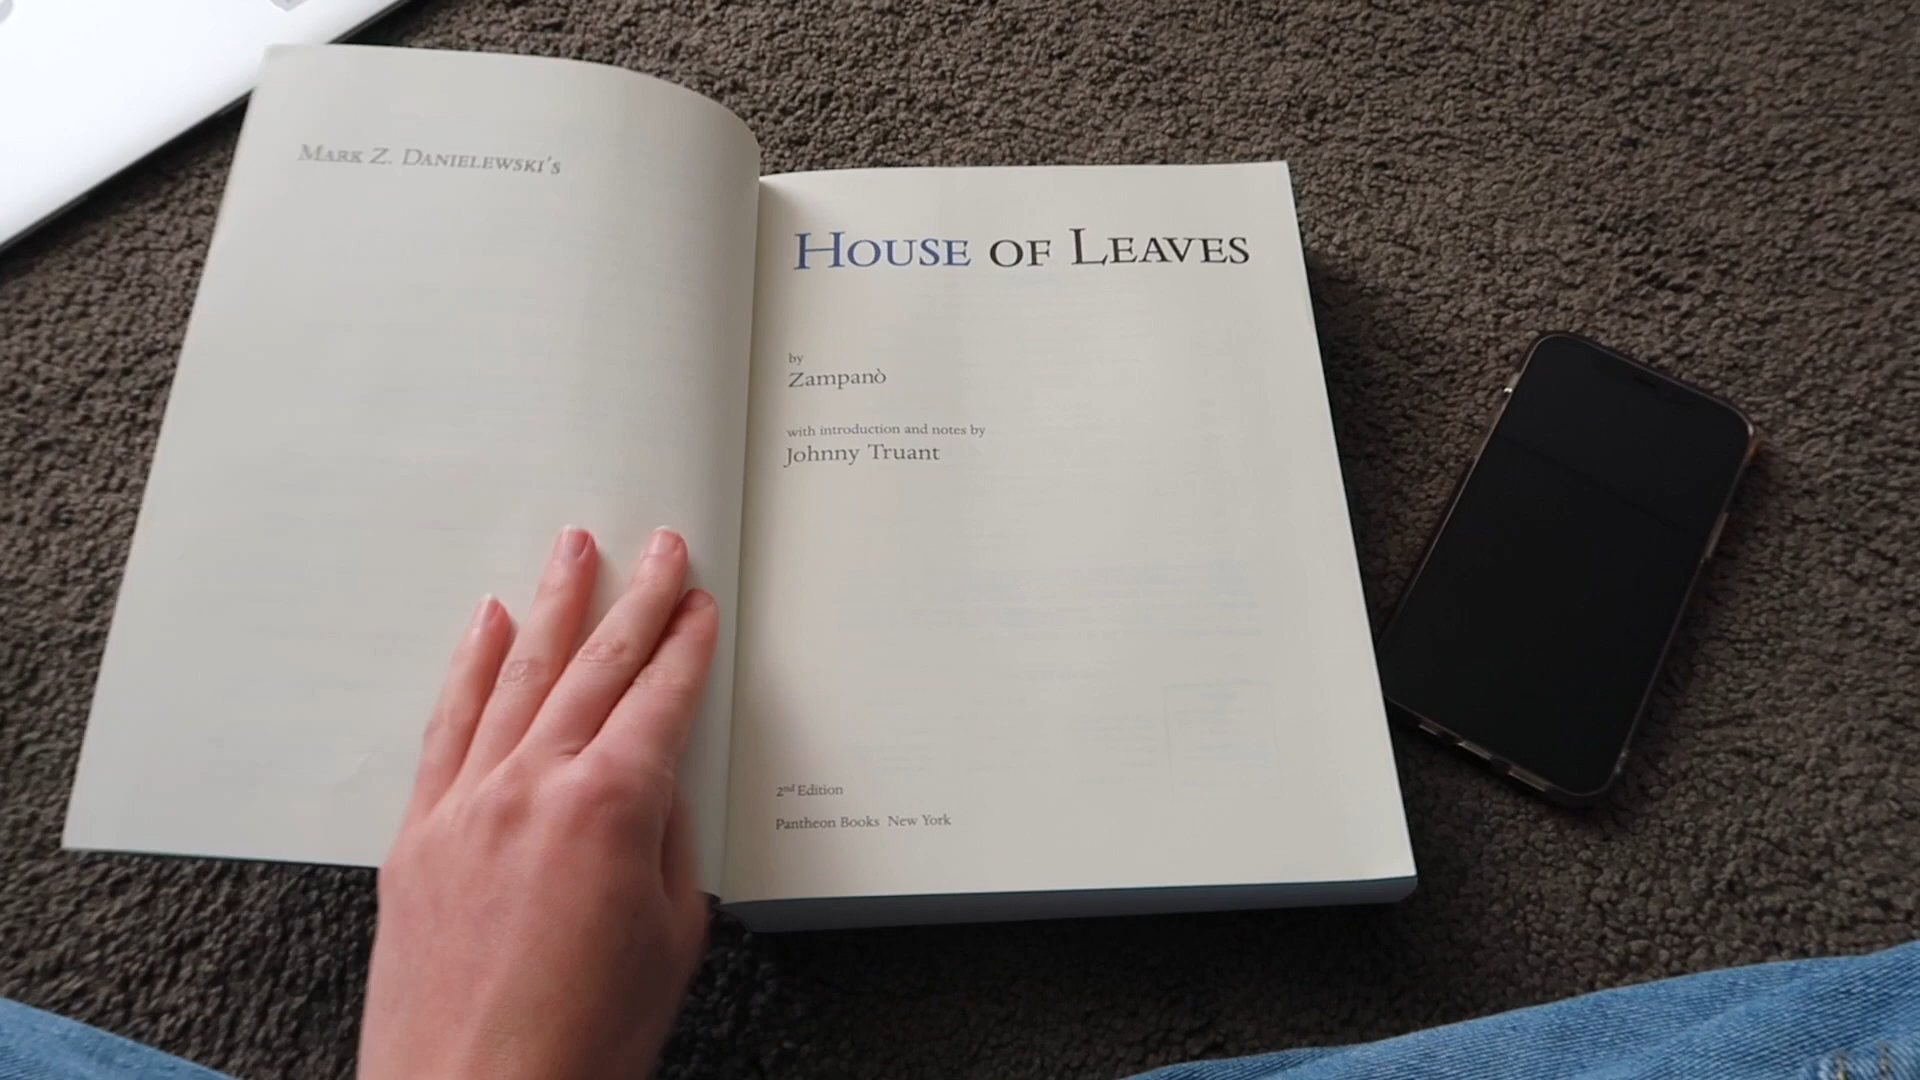 MARK Z. DANIELEWSKI'S
HOUSE OF LEAVES
by
Zampanò
with introduction and notes by
Johnny Truant
2nd Edition
Pantheon Books New York